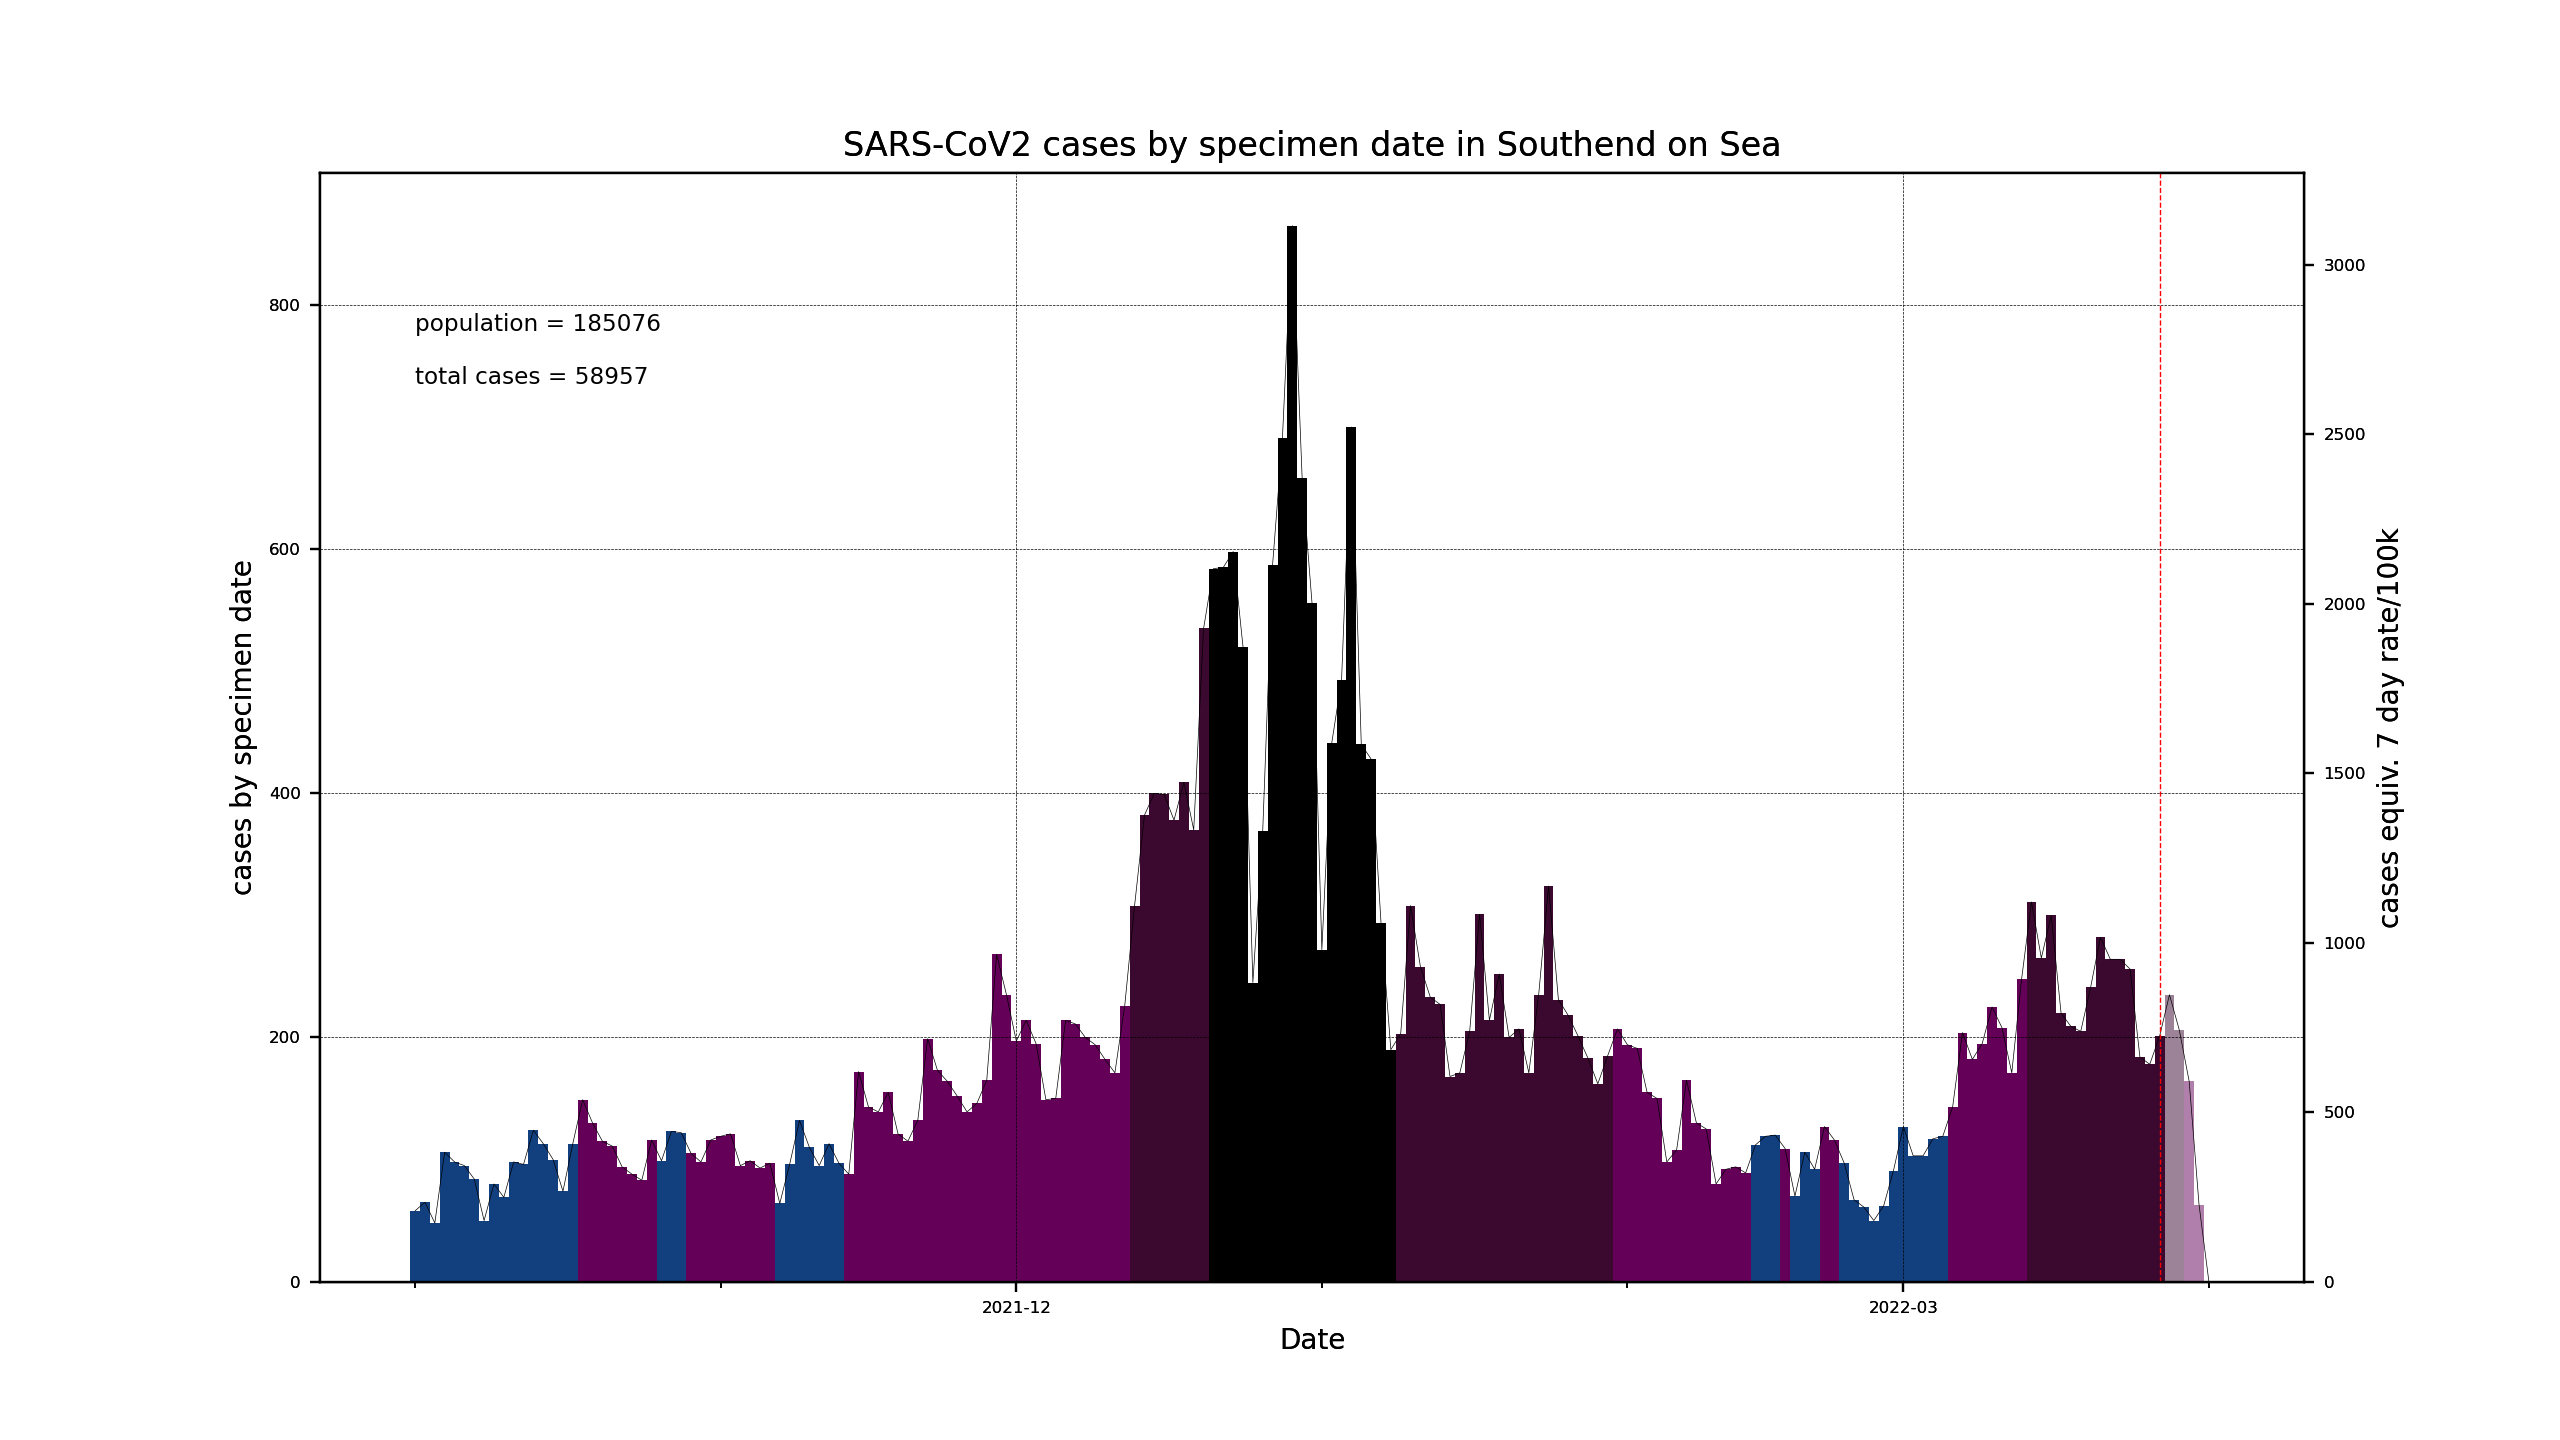 SARS-CoV2 cases by specimen date in Southend on Sea
population = 185076
total cases = 58957
cases by specimen date
800
600
400
200
0
3000
2500
2000
1500
1000
500
0
cases equiv. 7 day rate/100k
2021-12
2022-03
Date